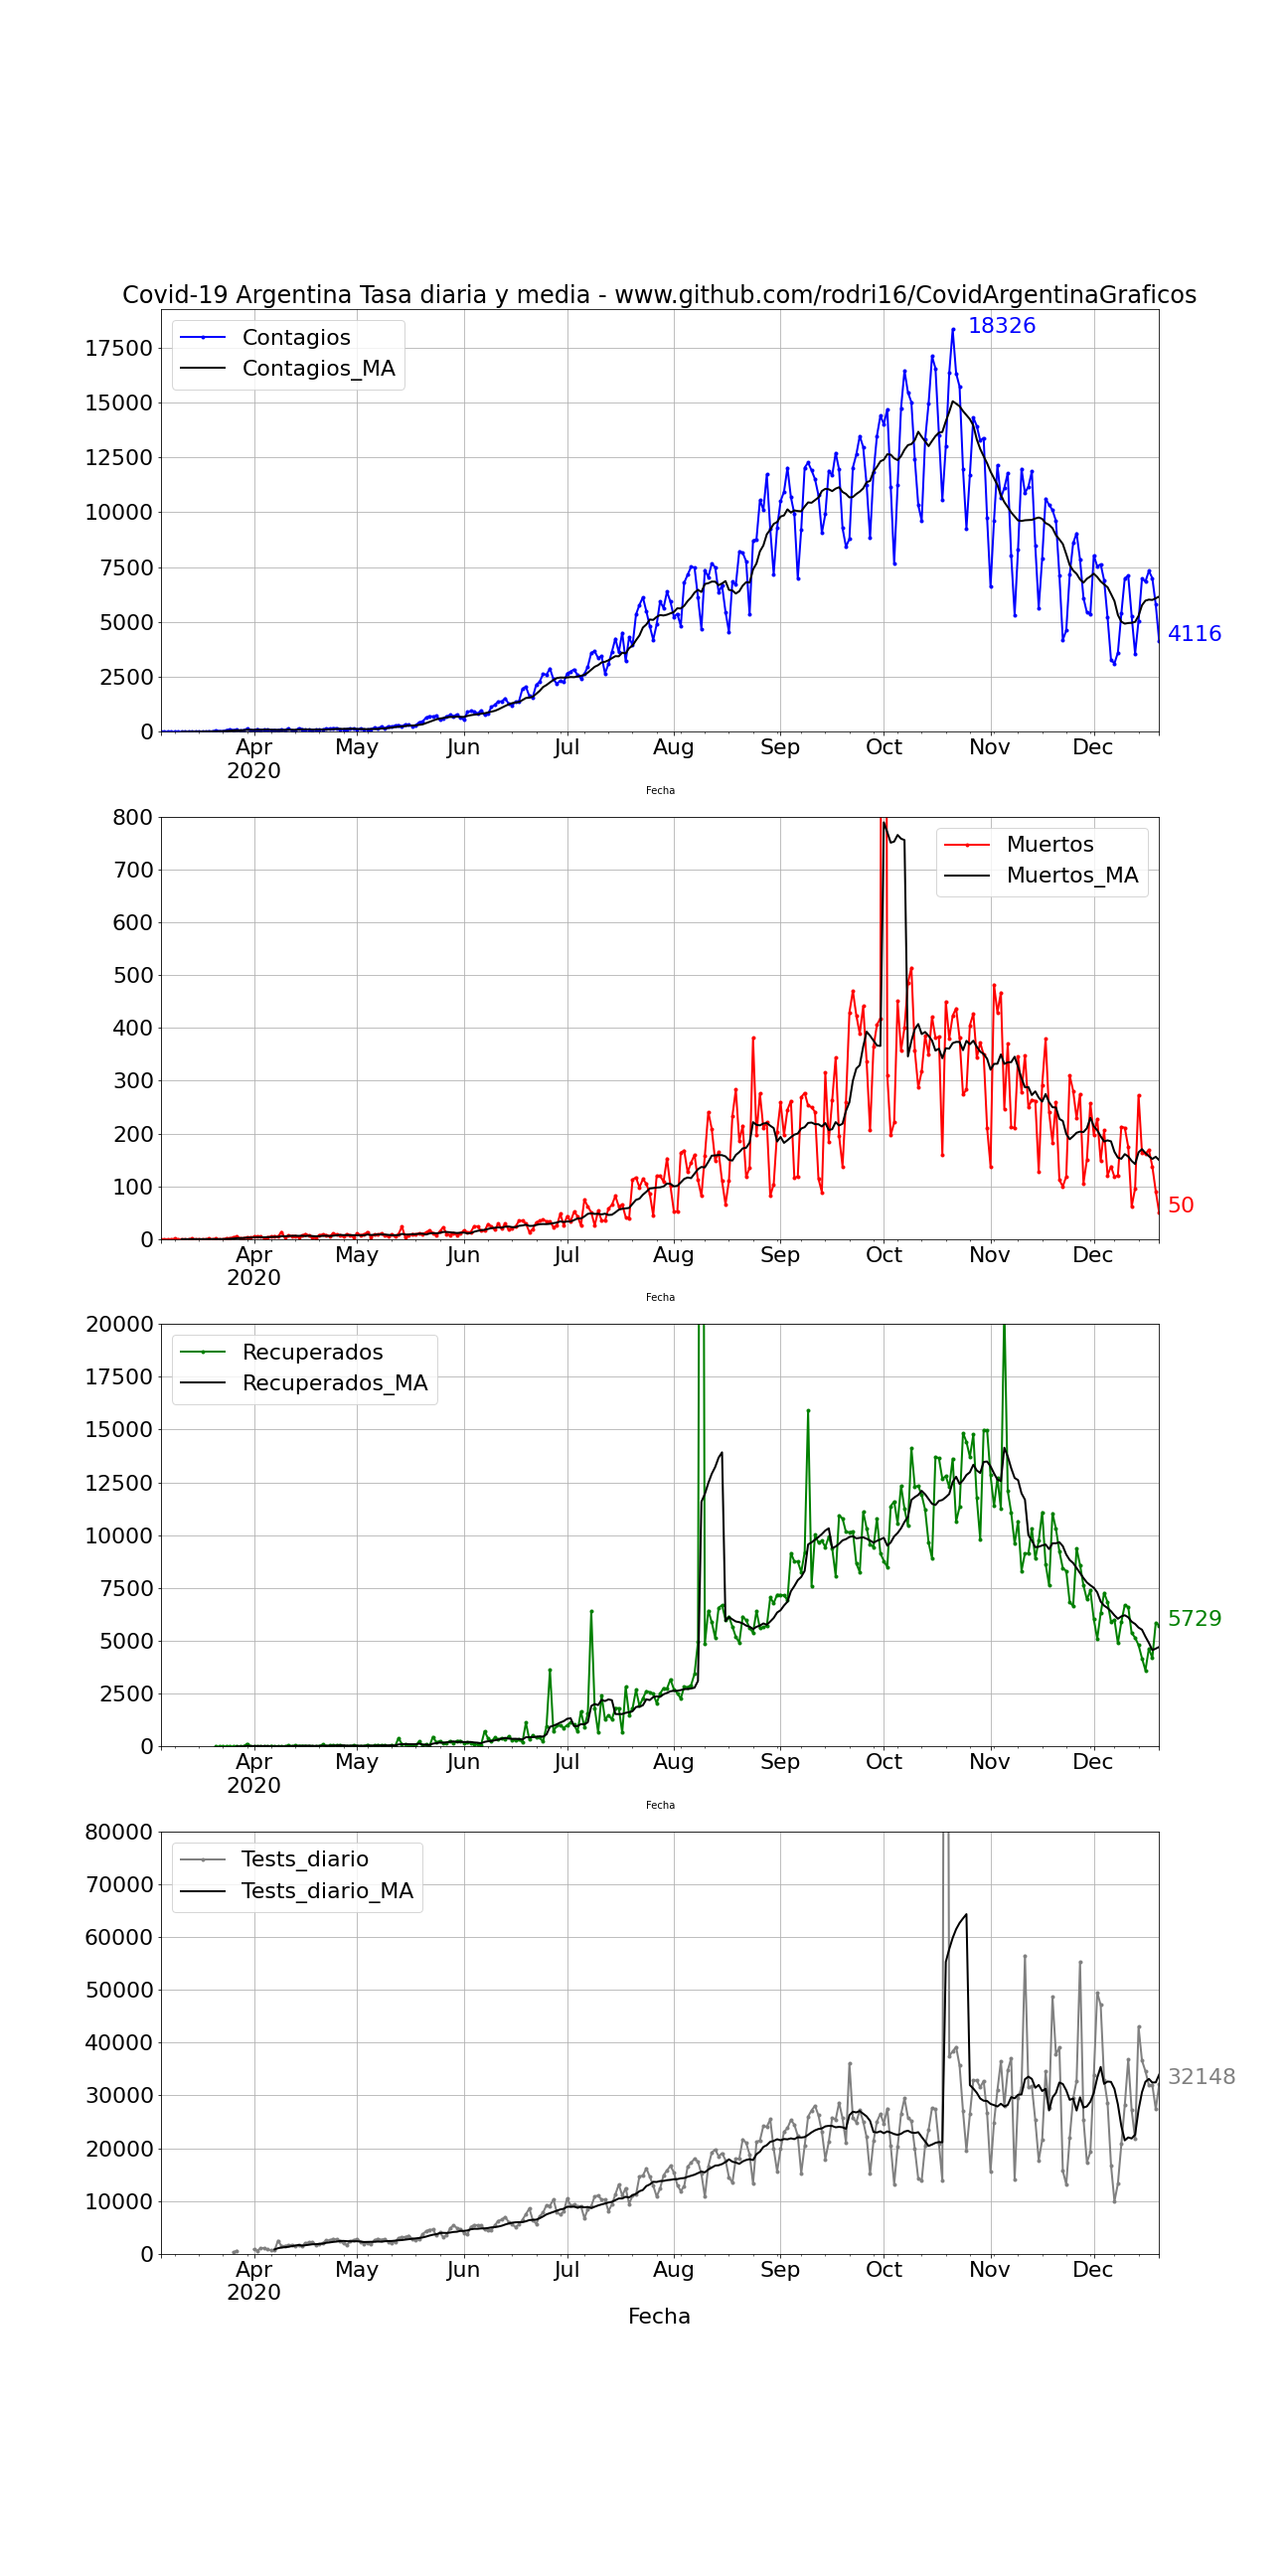 Covid-19 Argentina Tasa diaria y media - www.github.com/rodri16/CovidArgentinaGraficos
Contagios
Contagios_MA
18326
17500
15000
12500
10000
7500
5000
2500
0
4116
Apr May Jun Jul Aug Sep Oct Nov Dec
2020
Fecha
Muertos
Muertos_MA
800
700
600
500
400
300
200
100
0
50
Apr May Jun Jul Aug Sep Oct Nov Dec
2020
Fecha
Recuperados
Recuperados_MA
20000
17500
15000
12500
10000
7500
5000
2500
0
5729
Apr May Jun Jul Aug Sep Oct Nov Dec
2020
Fecha
Tests_diario
Tests_diario_MA
80000
70000
60000
50000
40000
30000
20000
10000
0
32148
Apr May Jun Jul Aug Sep Oct Nov Dec
2020
Fecha